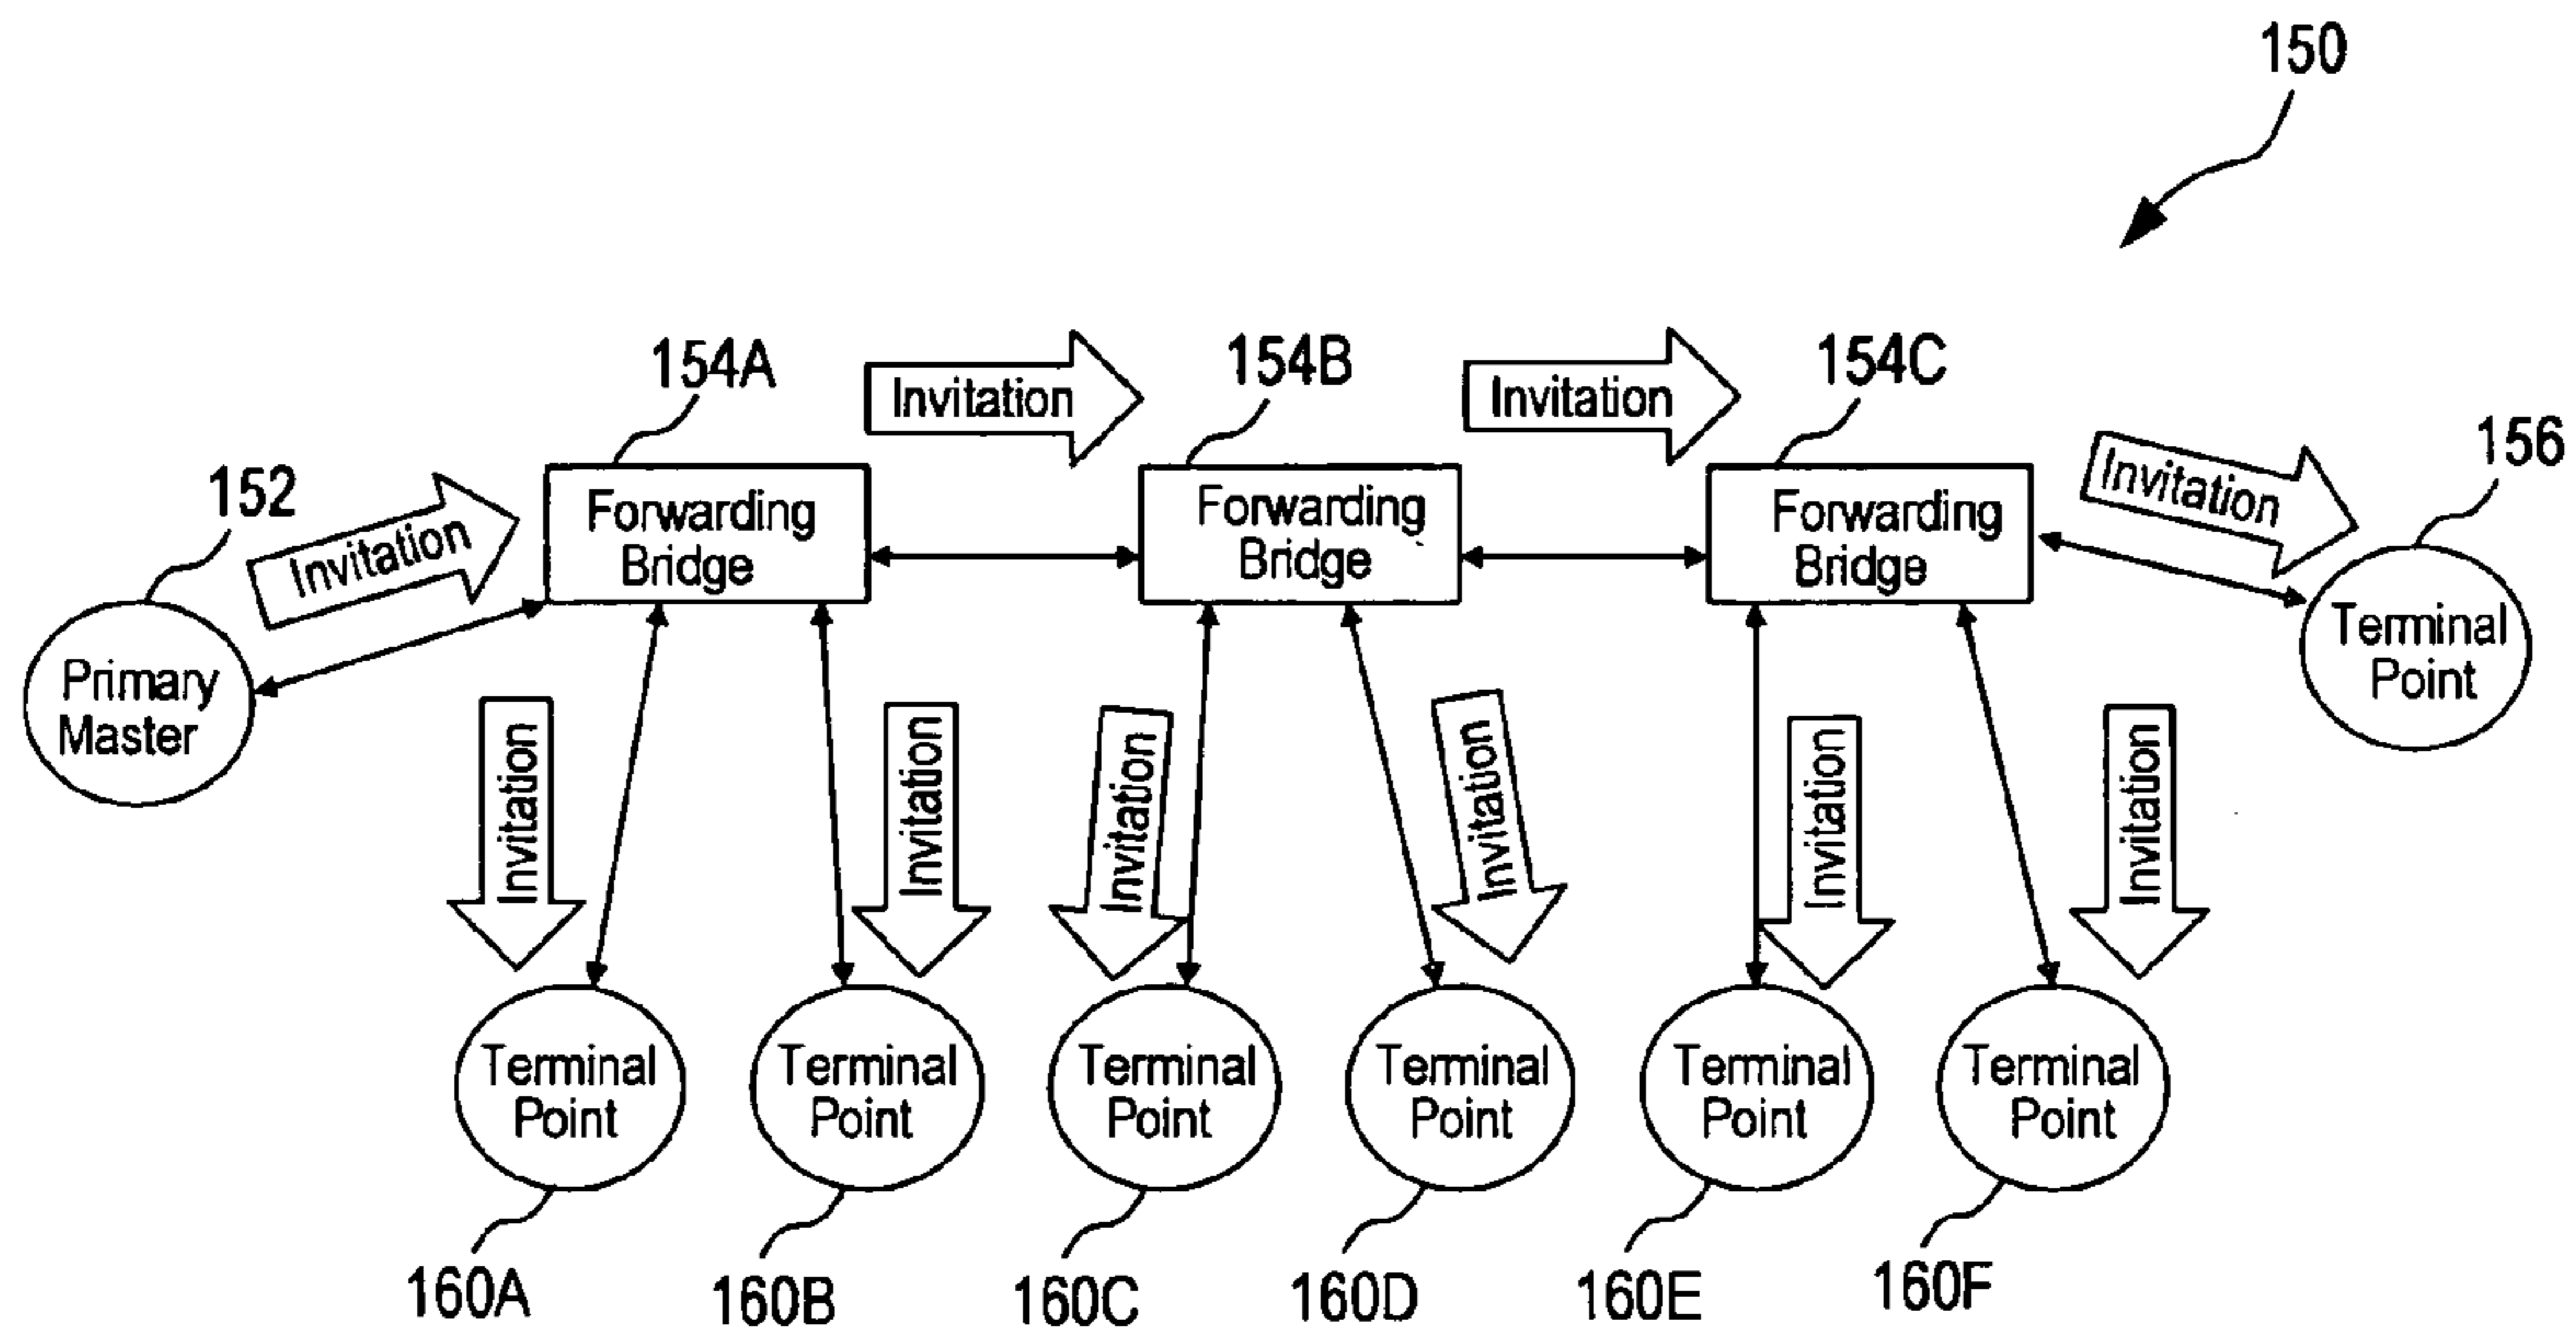 150
154A
Invitation
154B
Invitation
154C
Invitation
156
152
Invitation
Forwarding
Bridge
Forwarding
Bridge
Forwarding
Bridge
Primary
Master
Terminal
Point
Invitation
Invitation
Invitation
Invitation
Invitation
Invitation
Terminal
Point
Terminal
Point
Terminal
Point
Terminal
Point
Terminal
Point
Terminal
Point
160A
160B
160C
160D
160E
160F